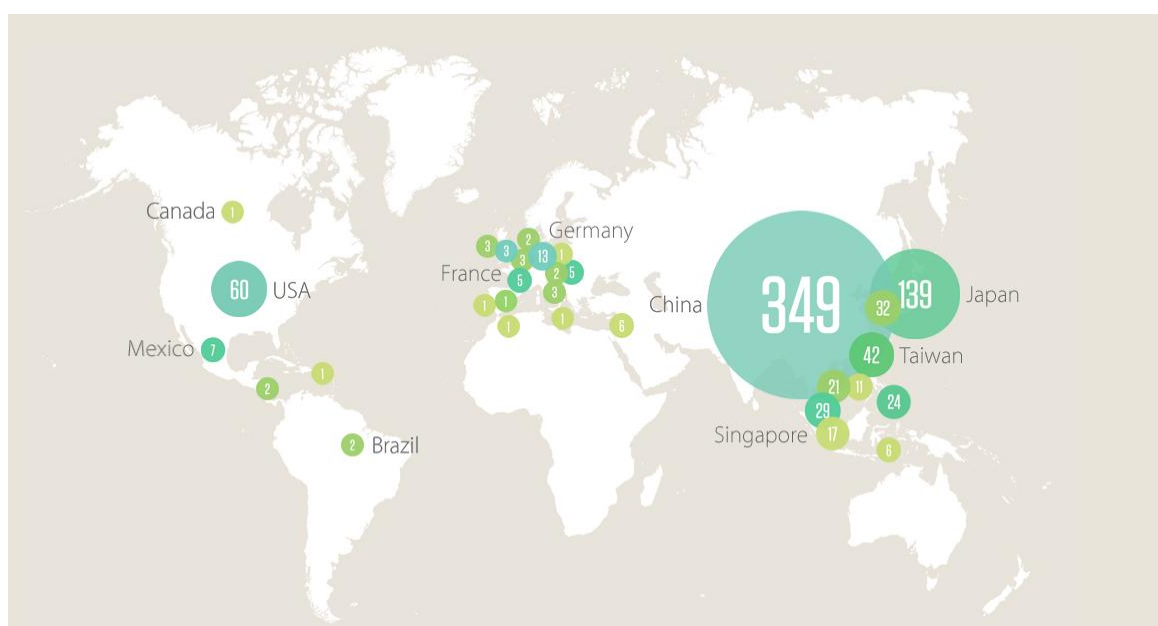 Canada 1
3 3 2 Germany
3 13 1
France 5 2 5
60 USA
1 1 3
1 1 6
China 349 139 Japan
32
Mexico 7
42 Taiwan
2 1
21 11
29 24
Singapore 17
2 Brazil
6